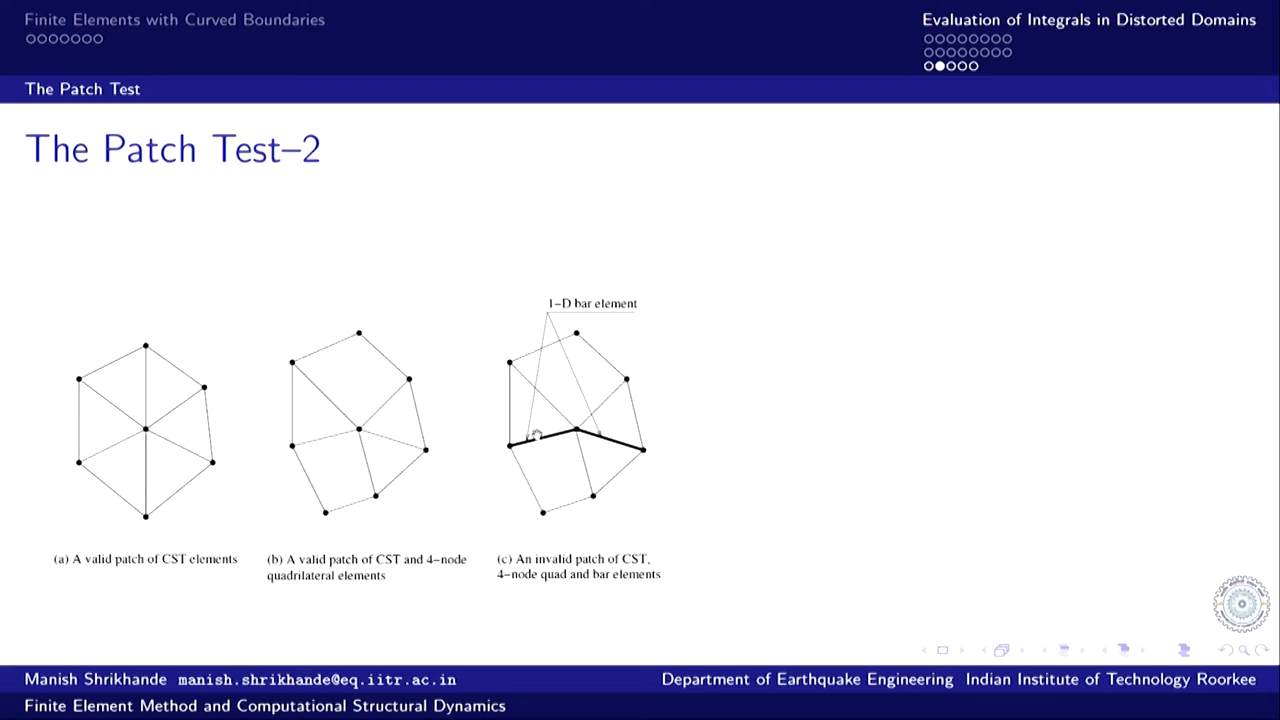 Finite Elements with Curved Boundaries
Evaluation of Integrals in Distorted Domains
The Patch Test
The Patch Test–2
1–D bar element
(a) A valid patch of CST elements
(b) A valid patch of CST and 4–node
quadrilateral elements
(c) An invalid patch of CST,
4–node quad and bar elements
Manish Shrikhande manish.shrikhande@eq.iitr.ac.in
Department of Earthquake Engineering Indian Institute of Technology Roorkee
Finite Element Method and Computational Structural Dynamics